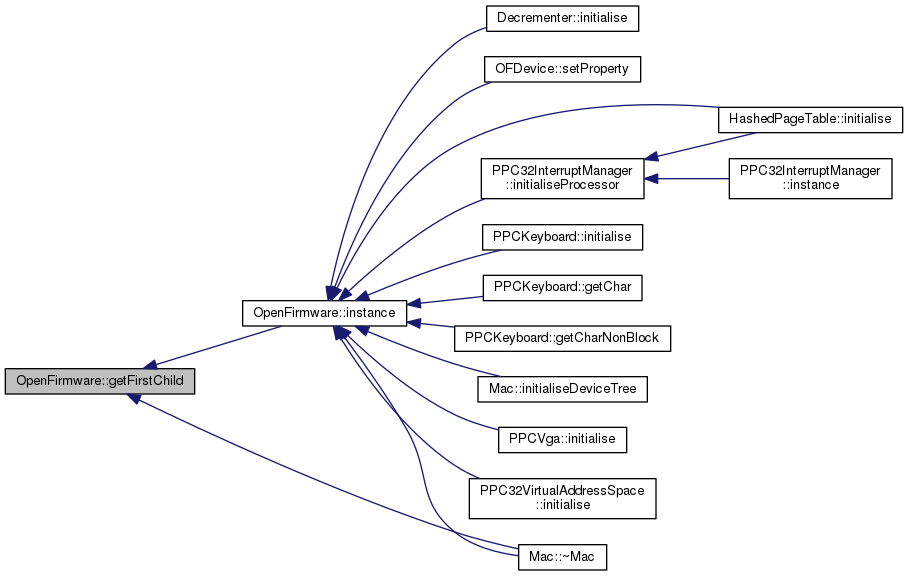 Decrementer::initialise
OFDevice::setProperty
HashedPageTable::initialise
PPC32InterruptManager
::initialiseProcessor
PPC32InterruptManager
::instance
PPCKeyboard::initialise
PPCKeyboard::getChar
OpenFirmware::instance
PPCKeyboard::getCharNonBlock
OpenFirmware::getFirstChild
Mac::initialiseDeviceTree
PPCVga::initialise
PPC32VirtualAddressSpace
::initialise
Mac::~Mac